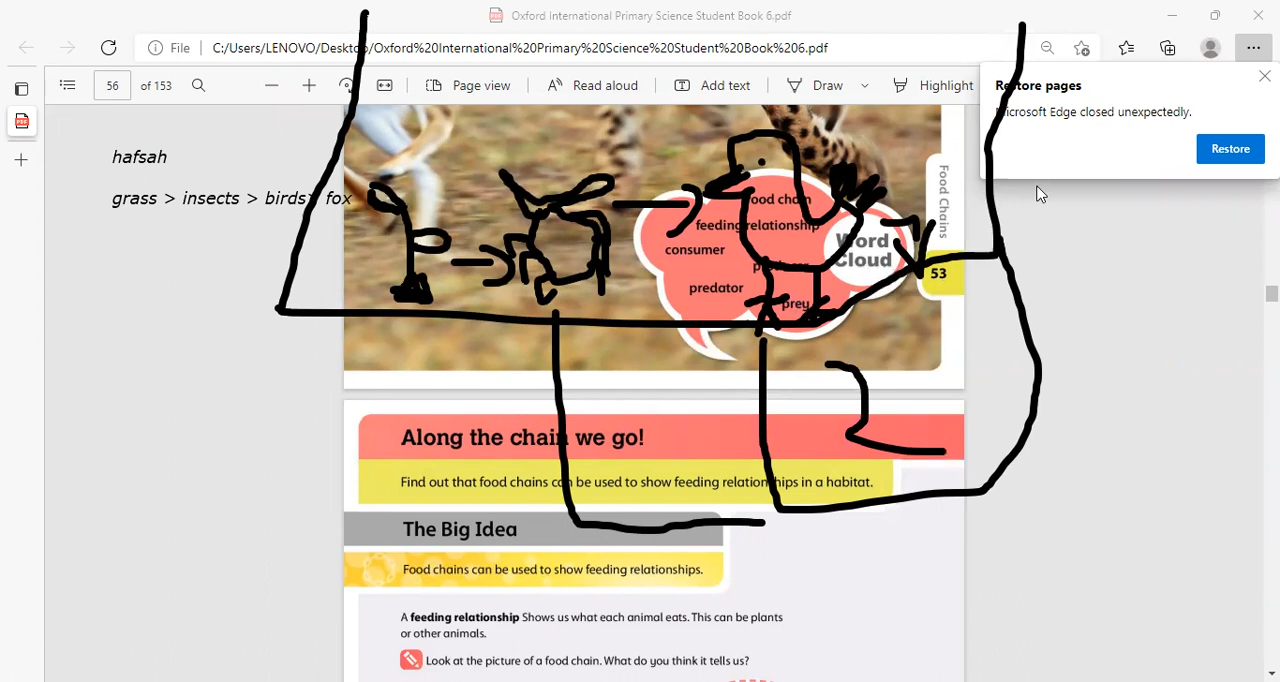 Oxford International Primary Science Student Book 6.pdf
File
C:/Users/LENOVO/Desktop/Oxford%20International%20Primary%20Science%20Student%20Book%206.pdf
56 of 153
Page view
Read aloud
Add text
Draw
Highlight
Restore pages
Microsoft Edge closed unexpectedly.
Restore
hafsah
grass > insects > birds > fox
food chain
feeding relationship
consumer
producer
predator
prey
Word
Cloud
Food Chains
53
Along the chain we go!
Find out that food chains can be used to show feeding relationships in a habitat.
The Big Idea
Food chains can be used to show feeding relationships.
A feeding relationship Shows us what each animal eats. This can be plants
or other animals.
Look at the picture of a food chain. What do you think it tells us?